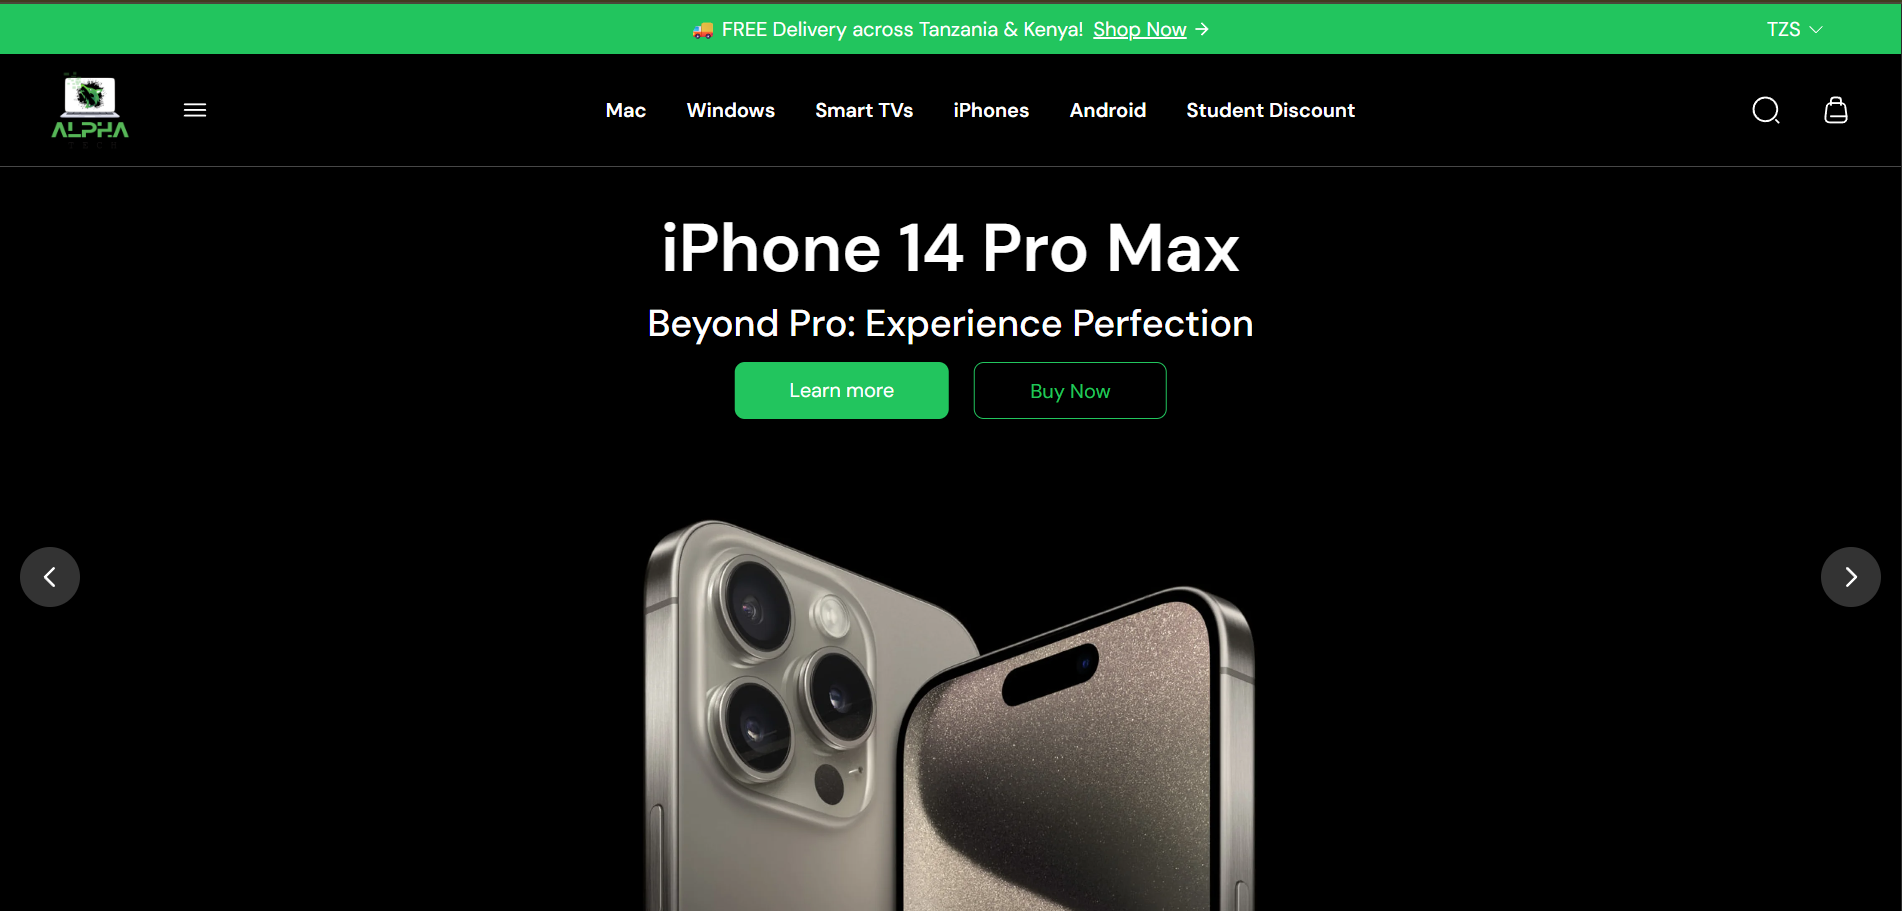 🚚 FREE Delivery across Tanzania & Kenya! Shop Now →
TZS
ALPHA
Mac Windows Smart TVs iPhones Android Student Discount
iPhone 14 Pro Max
Beyond Pro: Experience Perfection
Learn more
Buy Now